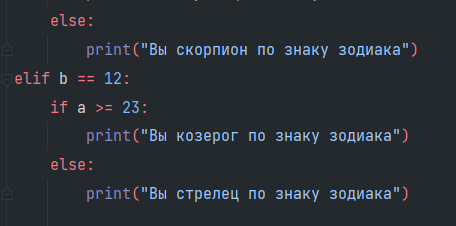 else:
print("Вы скорпион по знаку зодиака")
elif b == 12:
if a >= 23:
print("Вы козерог по знаку зодиака")
else:
print("Вы стрелец по знаку зодиака")